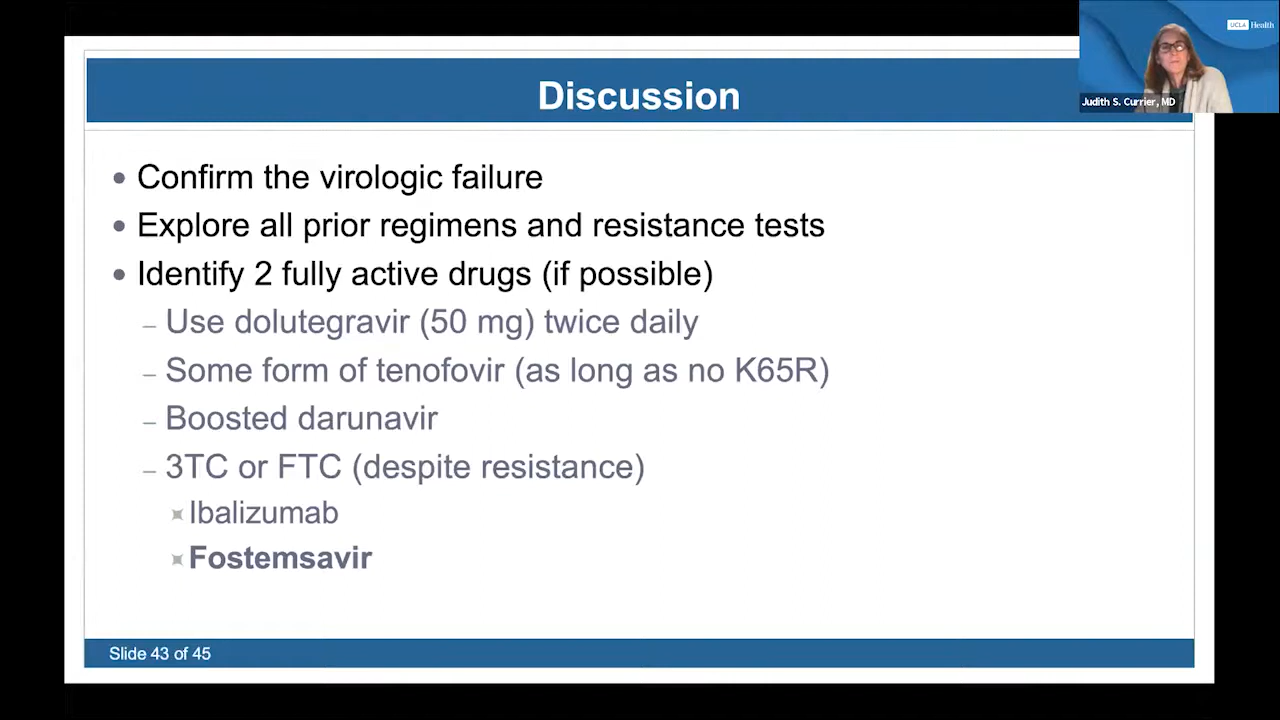 UCLA Health
Judith S. Currier, MD
Discussion
• Confirm the virologic failure
• Explore all prior regimens and resistance tests
• Identify 2 fully active drugs (if possible)
– Use dolutegravir (50 mg) twice daily
– Some form of tenofovir (as long as no K65R)
– Boosted darunavir
– 3TC or FTC (despite resistance)
Ibalizumab
Fostemsavir
Slide 43 of 45